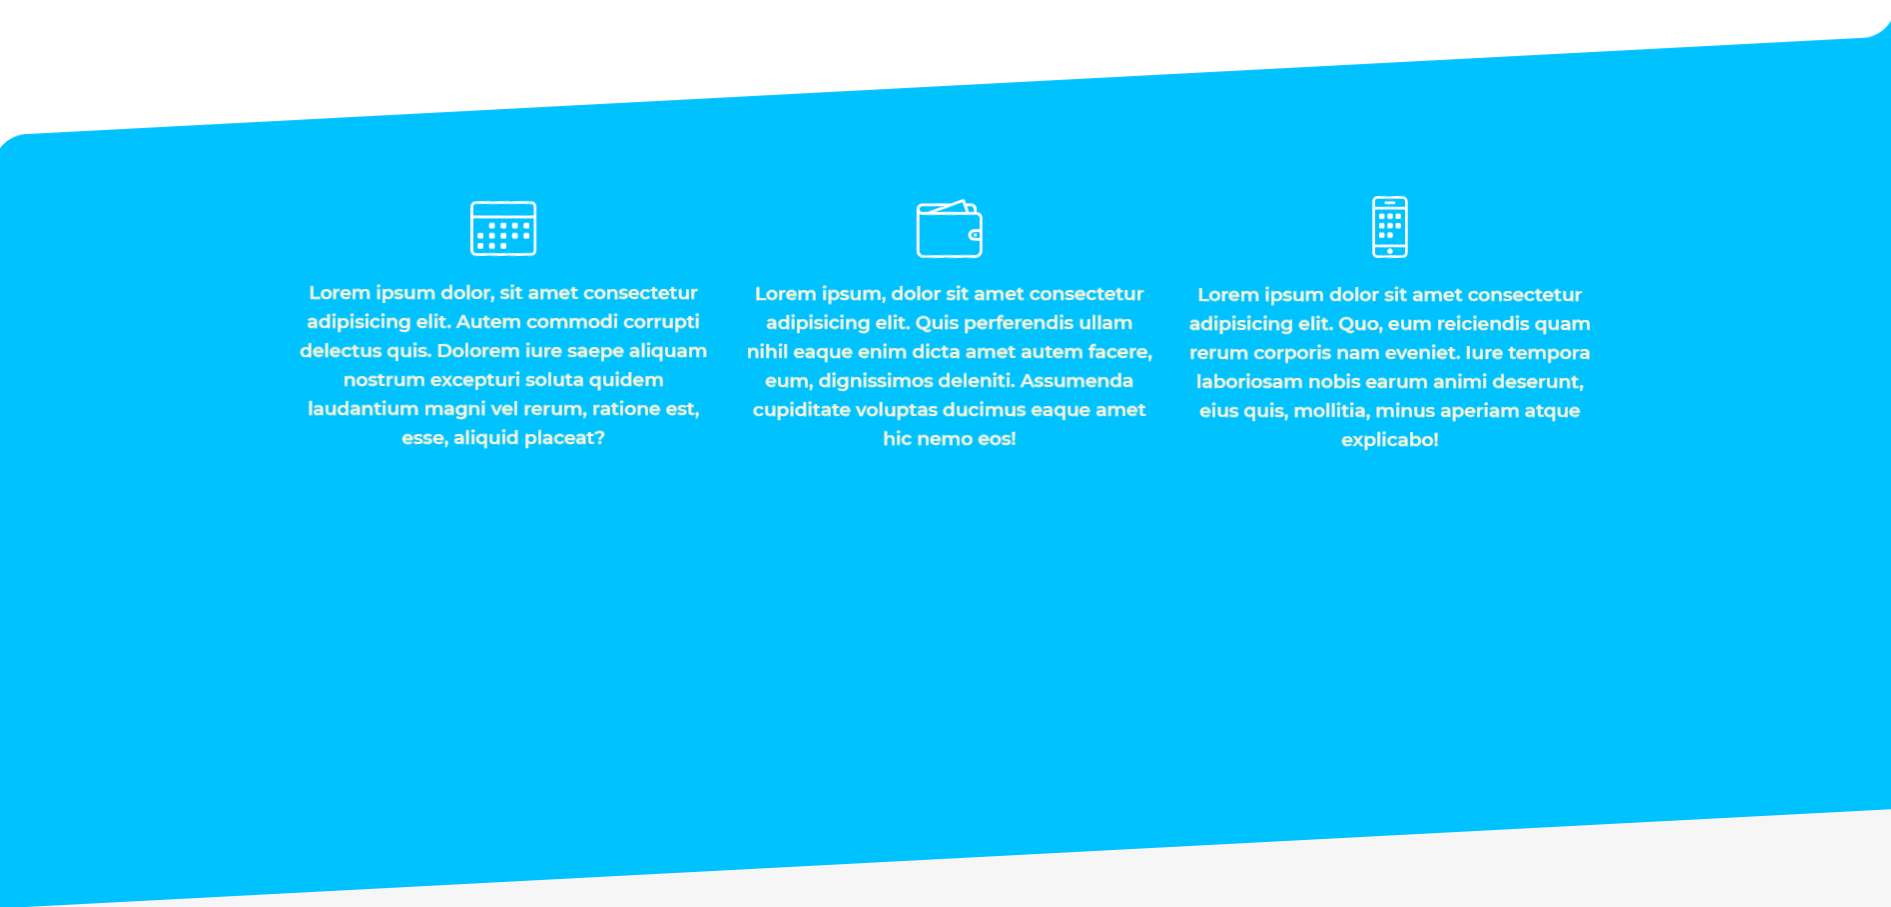 Lorem ipsum dolor, sit amet consectetur
adipisicing elit. Autem commodi corrupti
delectus quis. Dolorem iure saepe aliquam
nostrum excepturi soluta quidem
laudantium magni vel rerum, ratione est,
esse, aliquid placeat?
Lorem ipsum, dolor sit amet consectetur
adipisicing elit. Quis perferendis ullam
nihil eaque enim dicta amet autem facere,
eum, dignissimos deleniti. Assumenda
cupiditate voluptas ducimus eaque amet
hic nemo eos!
Lorem ipsum dolor sit amet consectetur
adipisicing elit. Quo, eum reiciendis quam
rerum corporis nam eveniet. Iure tempora
laboriosam nobis earum animi deserunt,
eius quis, mollitia, minus aperiam atque
explicabo!